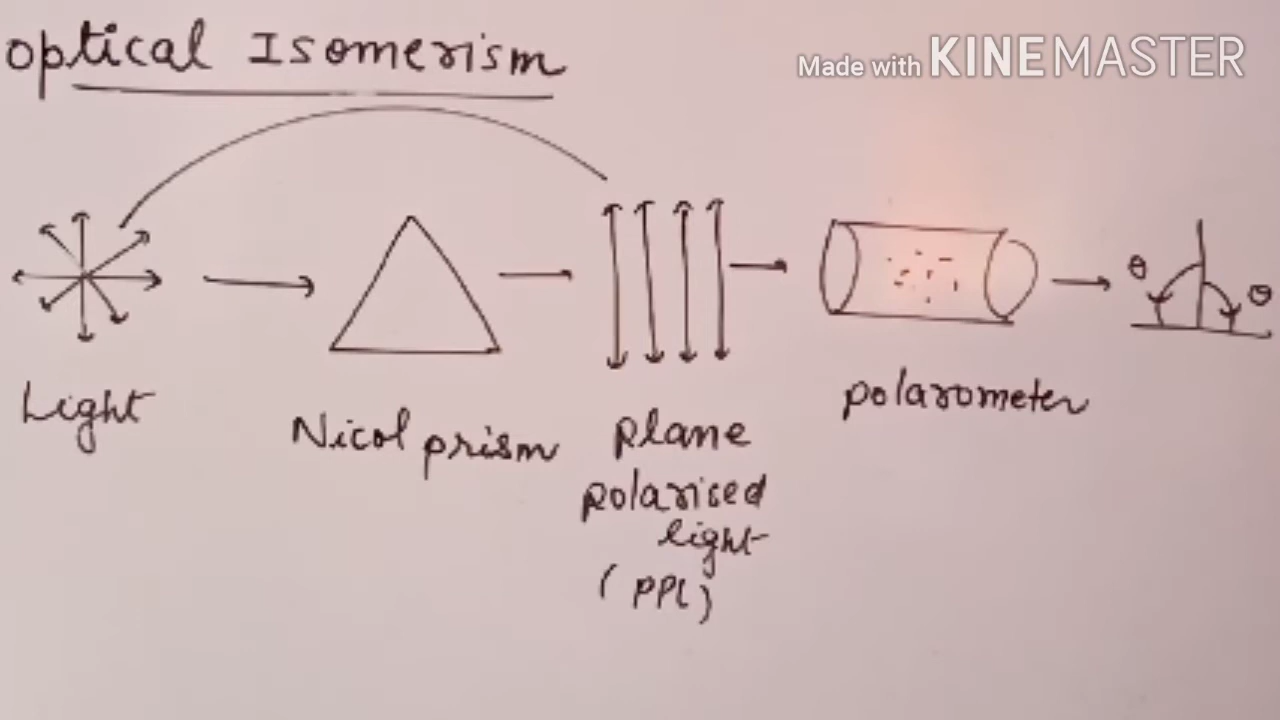 optical Isomerism
Made with KINEMASTER
θ
θ
Light
Nicol prism
plane
polarised
light
(PPL)
polarometer